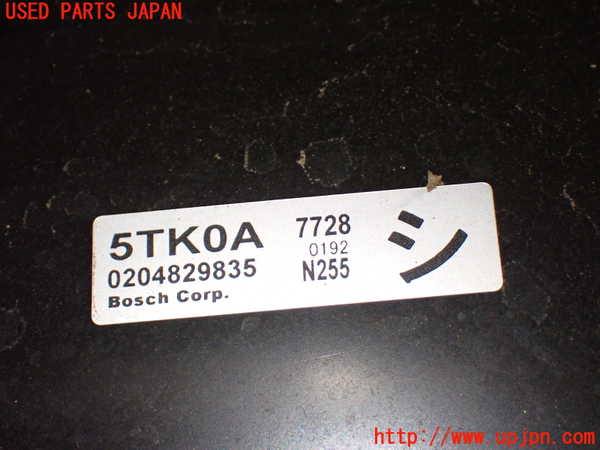 USED PARTS JAPAN
5TK0A 7728
0192
0204829835 N255
Bosch Corp.
シ
http://www.upjpn.com